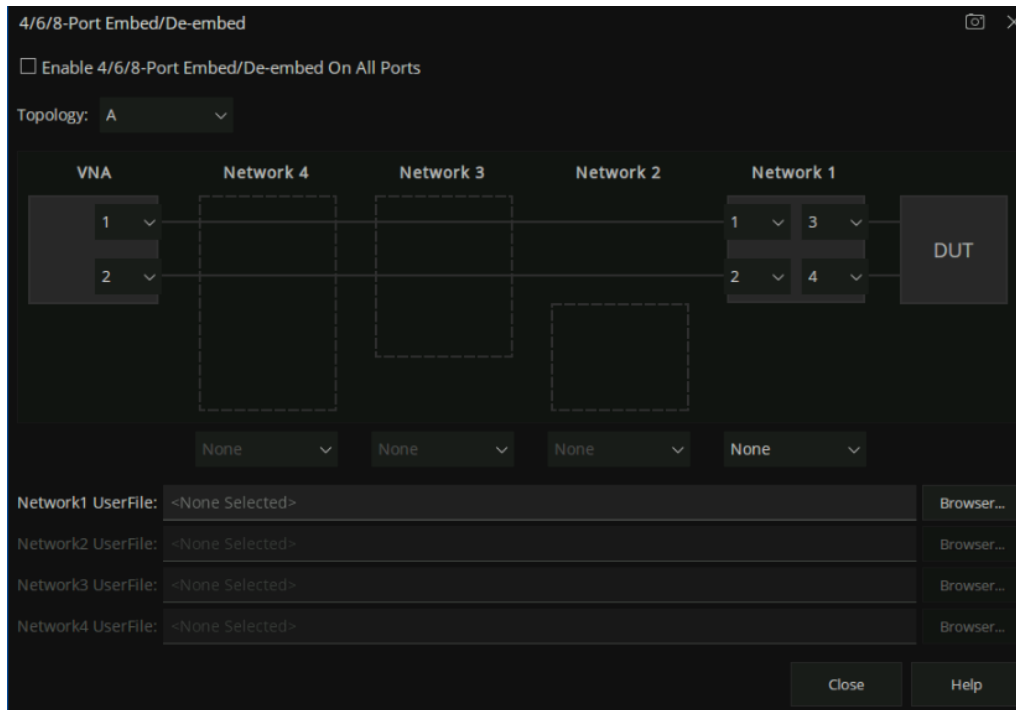 4/6/8-Port Embed/De-embed
Enable 4/6/8-Port Embed/De-embed On All Ports
Topology: A
VNA Network 4 Network 3 Network 2 Network 1
1 1 3
DUT
2 2 4
None None None None
Network1 UserFile: <None Selected> Browser...
Network2 UserFile: <None Selected> Browser...
Network3 UserFile: <None Selected> Browser...
Network4 UserFile: <None Selected> Browser...
Close Help